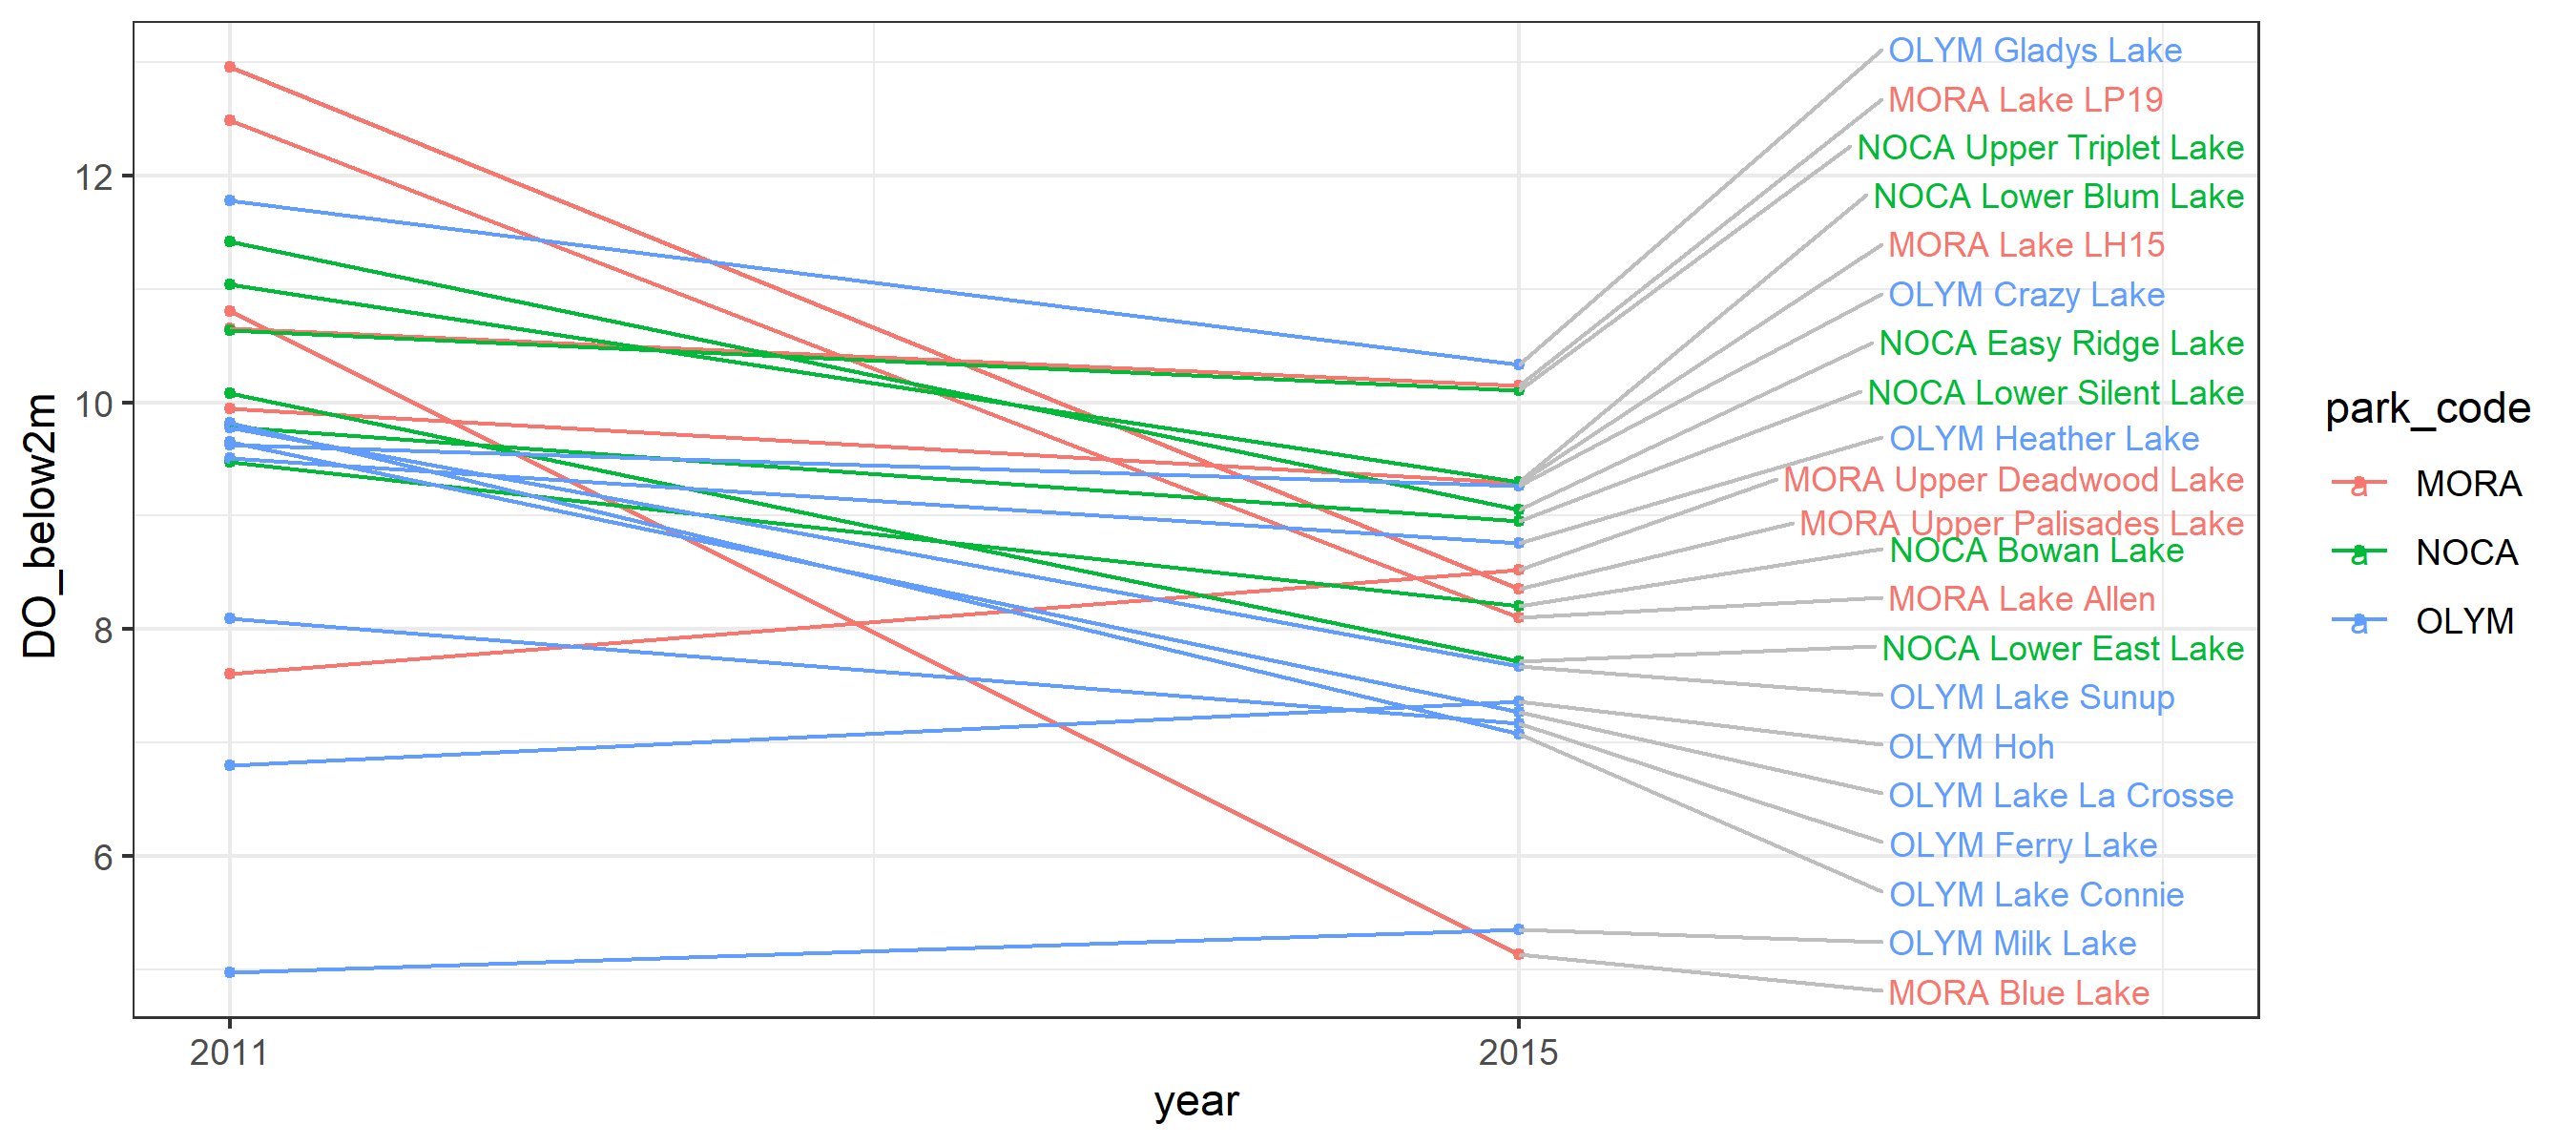 OLYM Gladys Lake
MORA Lake LP19
NOCA Upper Triplet Lake
NOCA Lower Blum Lake
MORA Lake LH15
OLYM Crazy Lake
NOCA Easy Ridge Lake
NOCA Lower Silent Lake
OLYM Heather Lake
MORA Upper Deadwood Lake
MORA Upper Palisades Lake
NOCA Bowan Lake
MORA Lake Allen
NOCA Lower East Lake
OLYM Lake Sunup
OLYM Hoh
OLYM Lake La Crosse
OLYM Ferry Lake
OLYM Lake Connie
OLYM Milk Lake
MORA Blue Lake
12
10
8
6
DO_below2m
2011
2015
year
park_code
a MORA
a NOCA
a OLYM